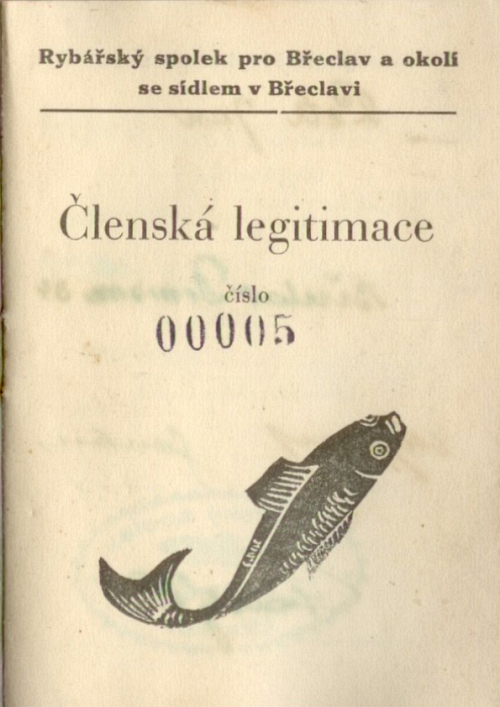 Rybářský spolek pro Břeclav a okolí
se sídlem v Břeclavi
Členská legitimace
číslo
00005